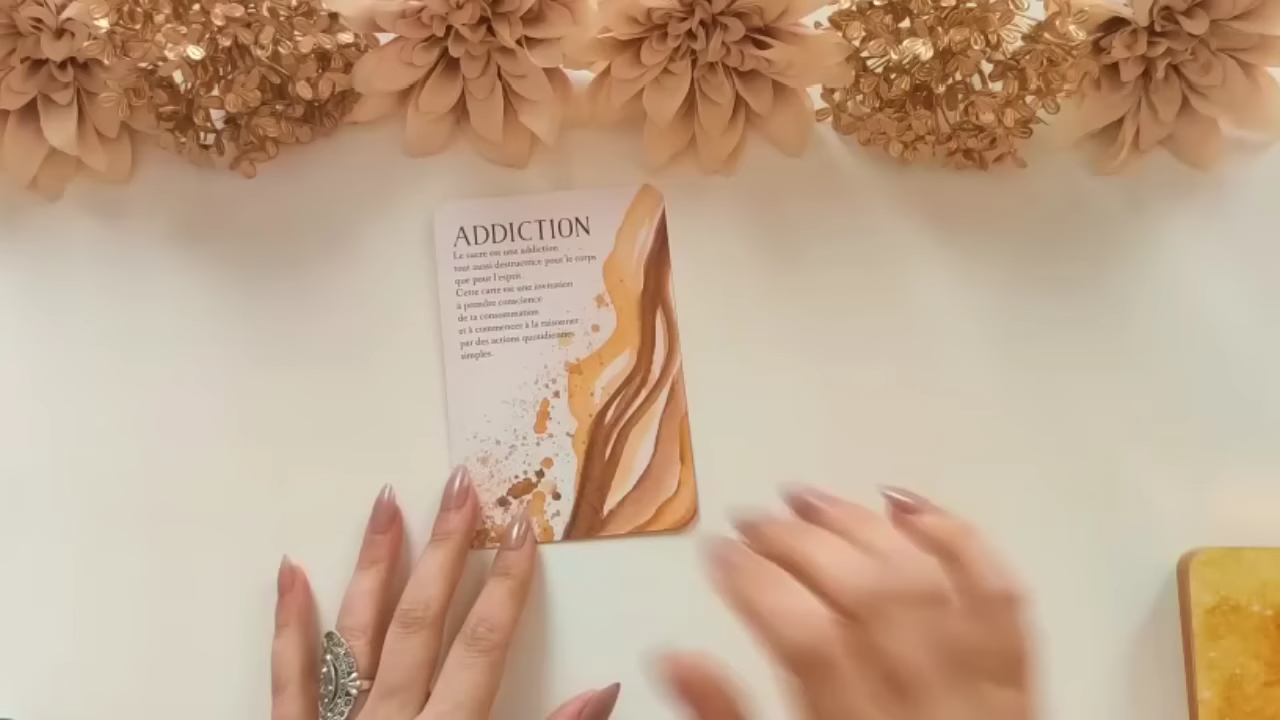 ADDICTION
Le sucre est une addiction
tout aussi destructrice pour le corps
que pour l'esprit.
Cette carte est une invitation
à prendre conscience
de ta consommation
et à commencer à la raisonner
par des actions quotidiennes
simples.